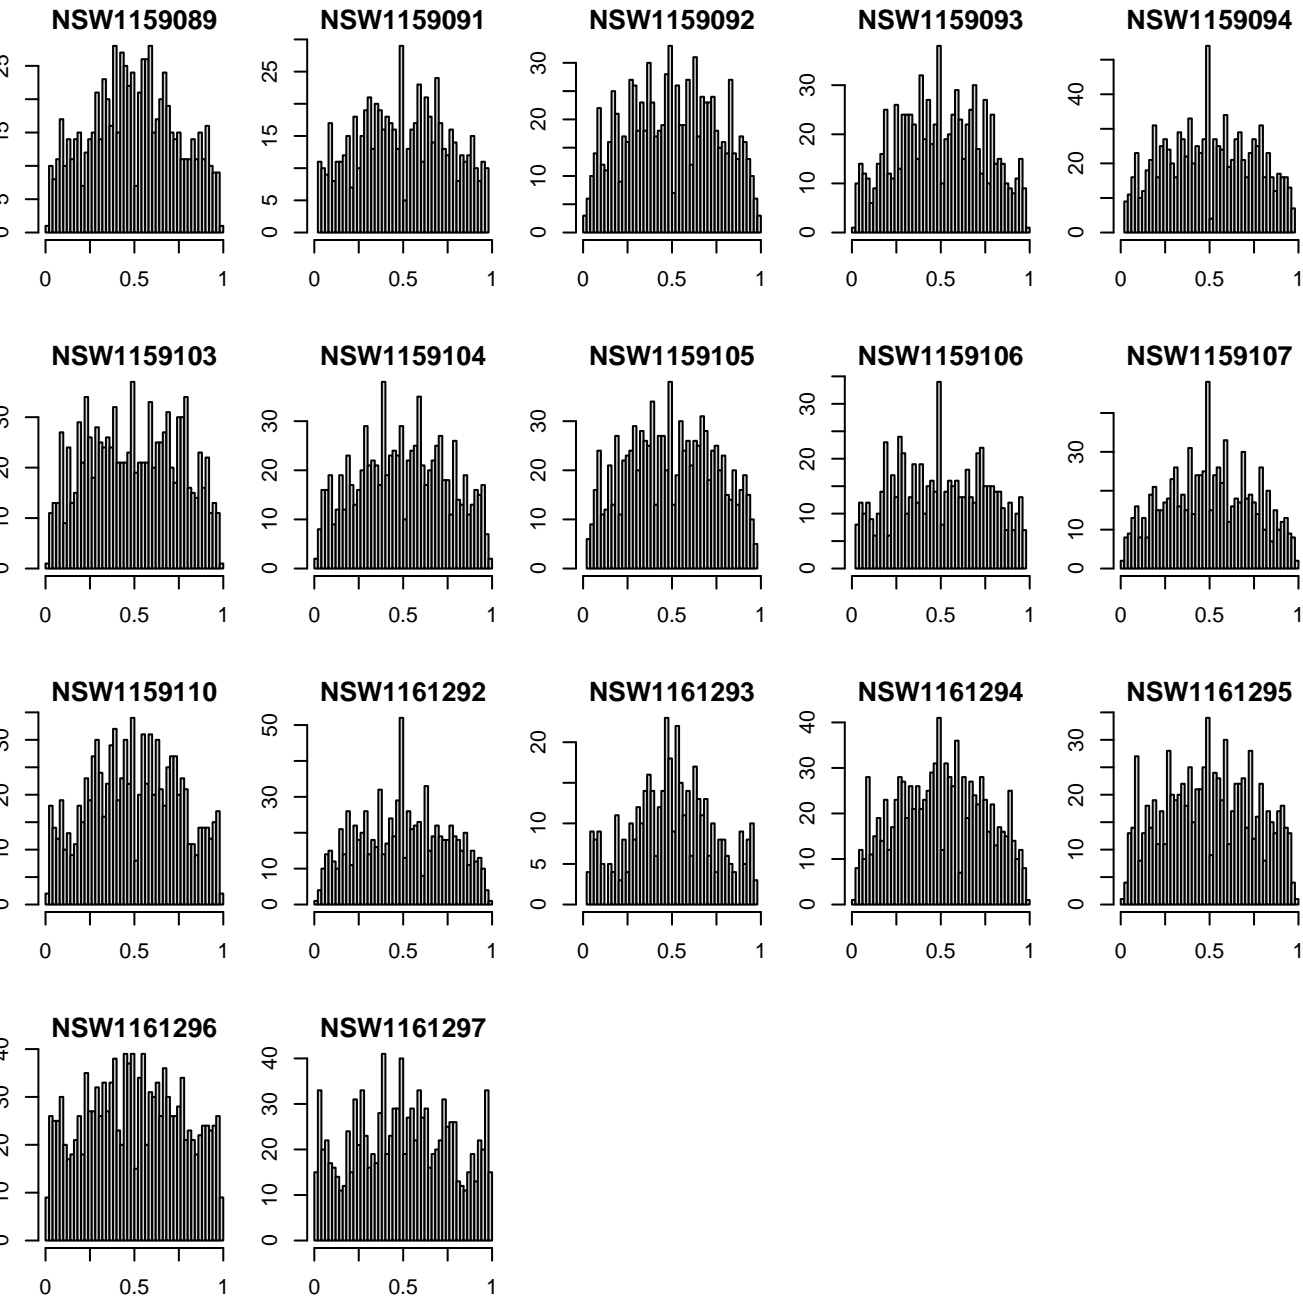 NSW1159089 NSW1159091 NSW1159092 NSW1159093 NSW1159094
0 5 15 25 0 5 15 25 0 10 20 30 0 10 20 30 0 20 40
0 0.5 1 0 0.5 1 0 0.5 1 0 0.5 1 0 0.5 1
NSW1159103 NSW1159104 NSW1159105 NSW1159106 NSW1159107
0 10 20 30 0 10 20 30 0 10 20 30 0 10 20 30 0 10 30
0 0.5 1 0 0.5 1 0 0.5 1 0 0.5 1 0 0.5 1
NSW1159110 NSW1161292 NSW1161293 NSW1161294 NSW1161295
0 10 20 30 0 10 30 50 0 5 10 20 0 10 20 30 40 0 10 20 30
0 0.5 1 0 0.5 1 0 0.5 1 0 0.5 1 0 0.5 1
NSW1161296 NSW1161297
0 10 20 30 40 0 10 20 30 40
0 0.5 1 0 0.5 1